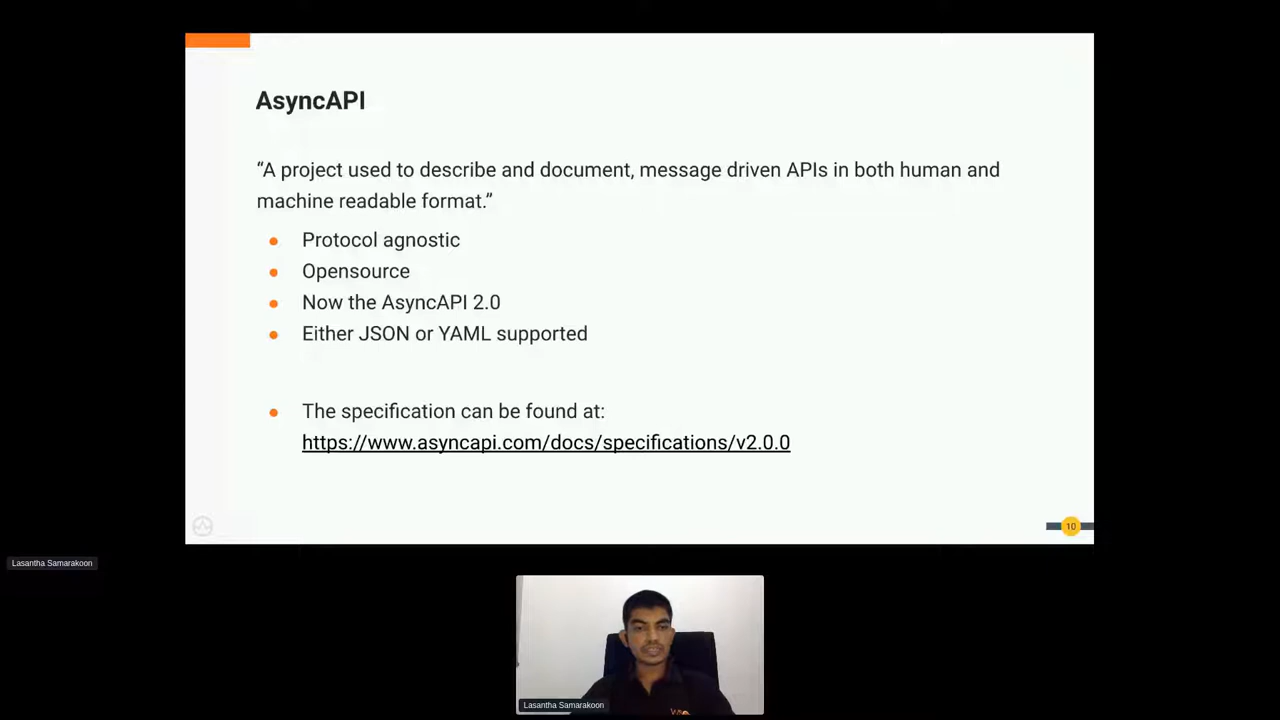 AsyncAPI
“A project used to describe and document, message driven APIs in both human and
machine readable format.”
● Protocol agnostic
● Opensource
● Now the AsyncAPI 2.0
● Either JSON or YAML supported
● The specification can be found at:
https://www.asyncapi.com/docs/specifications/v2.0.0
10
Lasantha Samarakoon
Lasantha Samarakoon